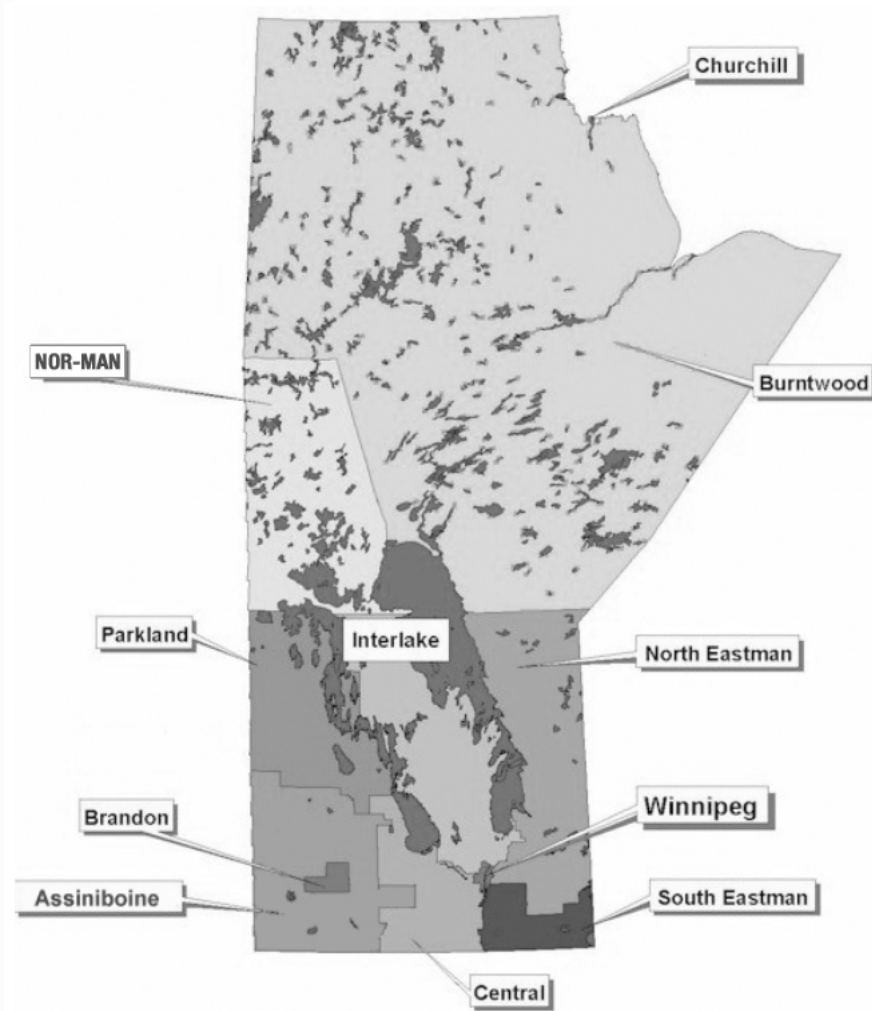 Churchill
NOR-MAN
Burntwood
Parkland
Interlake
North Eastman
Brandon
Winnipeg
Assiniboine
South Eastman
Central